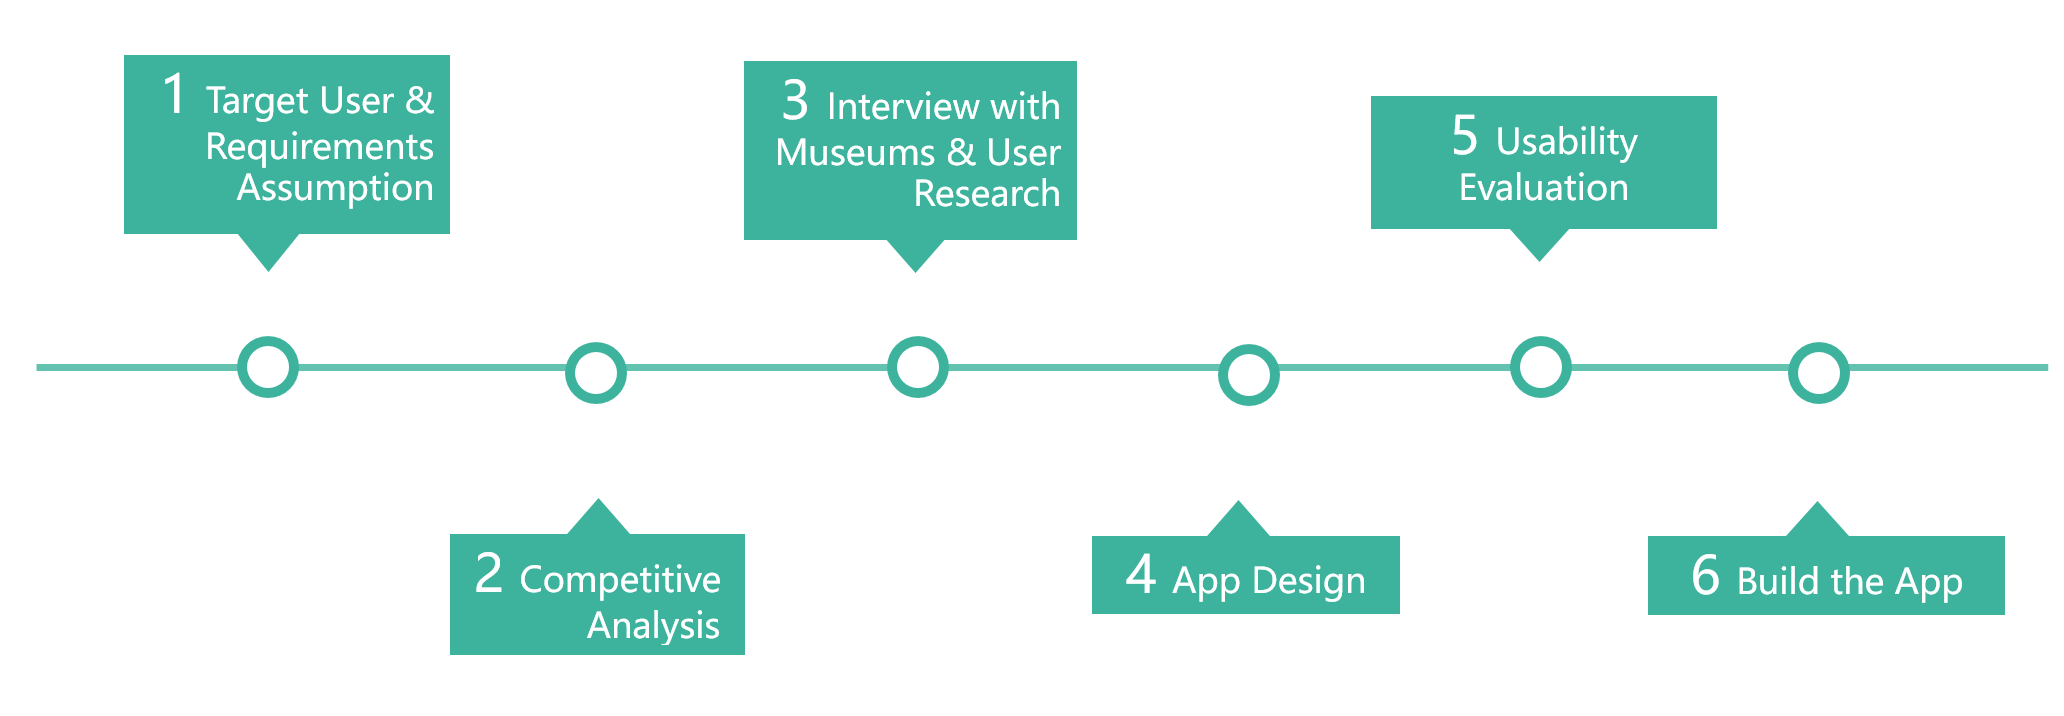 1 Target User &
Requirements
Assumption
2 Competitive
Analysis
3 Interview with
Museums & User
Research
4 App Design
5 Usability
Evaluation
6 Build the App